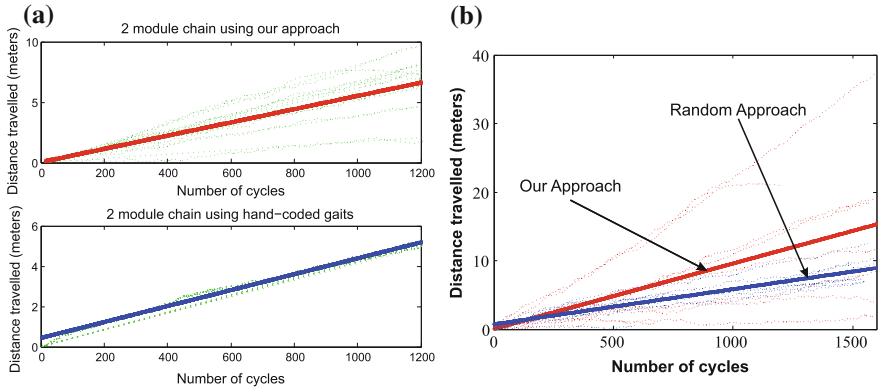 (a)
2 module chain using our approach
Distance travelled (meters)
10
5
0
0 200 400 600 800 1000 1200
Number of cycles
2 module chain using hand−coded gaits
Distance travelled (meters)
6
4
2
0
0 200 400 600 800 1000 1200
Number of cycles
(b)
Distance travelled (meters)
40
30
20
10
0
Random Approach
Our Approach
0 500 1000 1500
Number of cycles